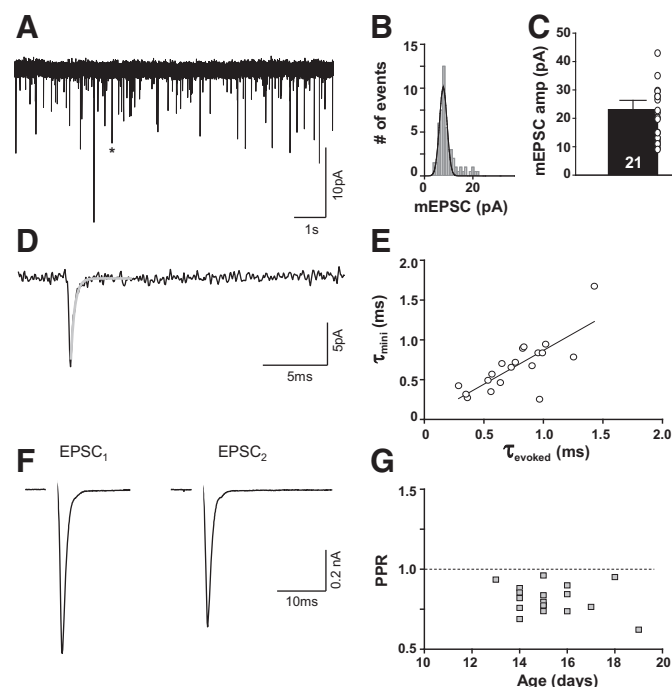 A
*
10pA
1s
B
# of events
15
10
5
0
0
20
mEPSC (pA)
C
mEPSC amp (pA)
50
40
30
20
10
0
21
D
5pA
5ms
E
τmini (ms)
2.0
1.5
1.0
0.5
0
0
0.5
1.0
1.5
2.0
τevoked (ms)
F
EPSC1
EPSC2
0.2 nA
10ms
G
PPR
1.5
1.0
0.5
10
12
14
16
18
20
Age (days)